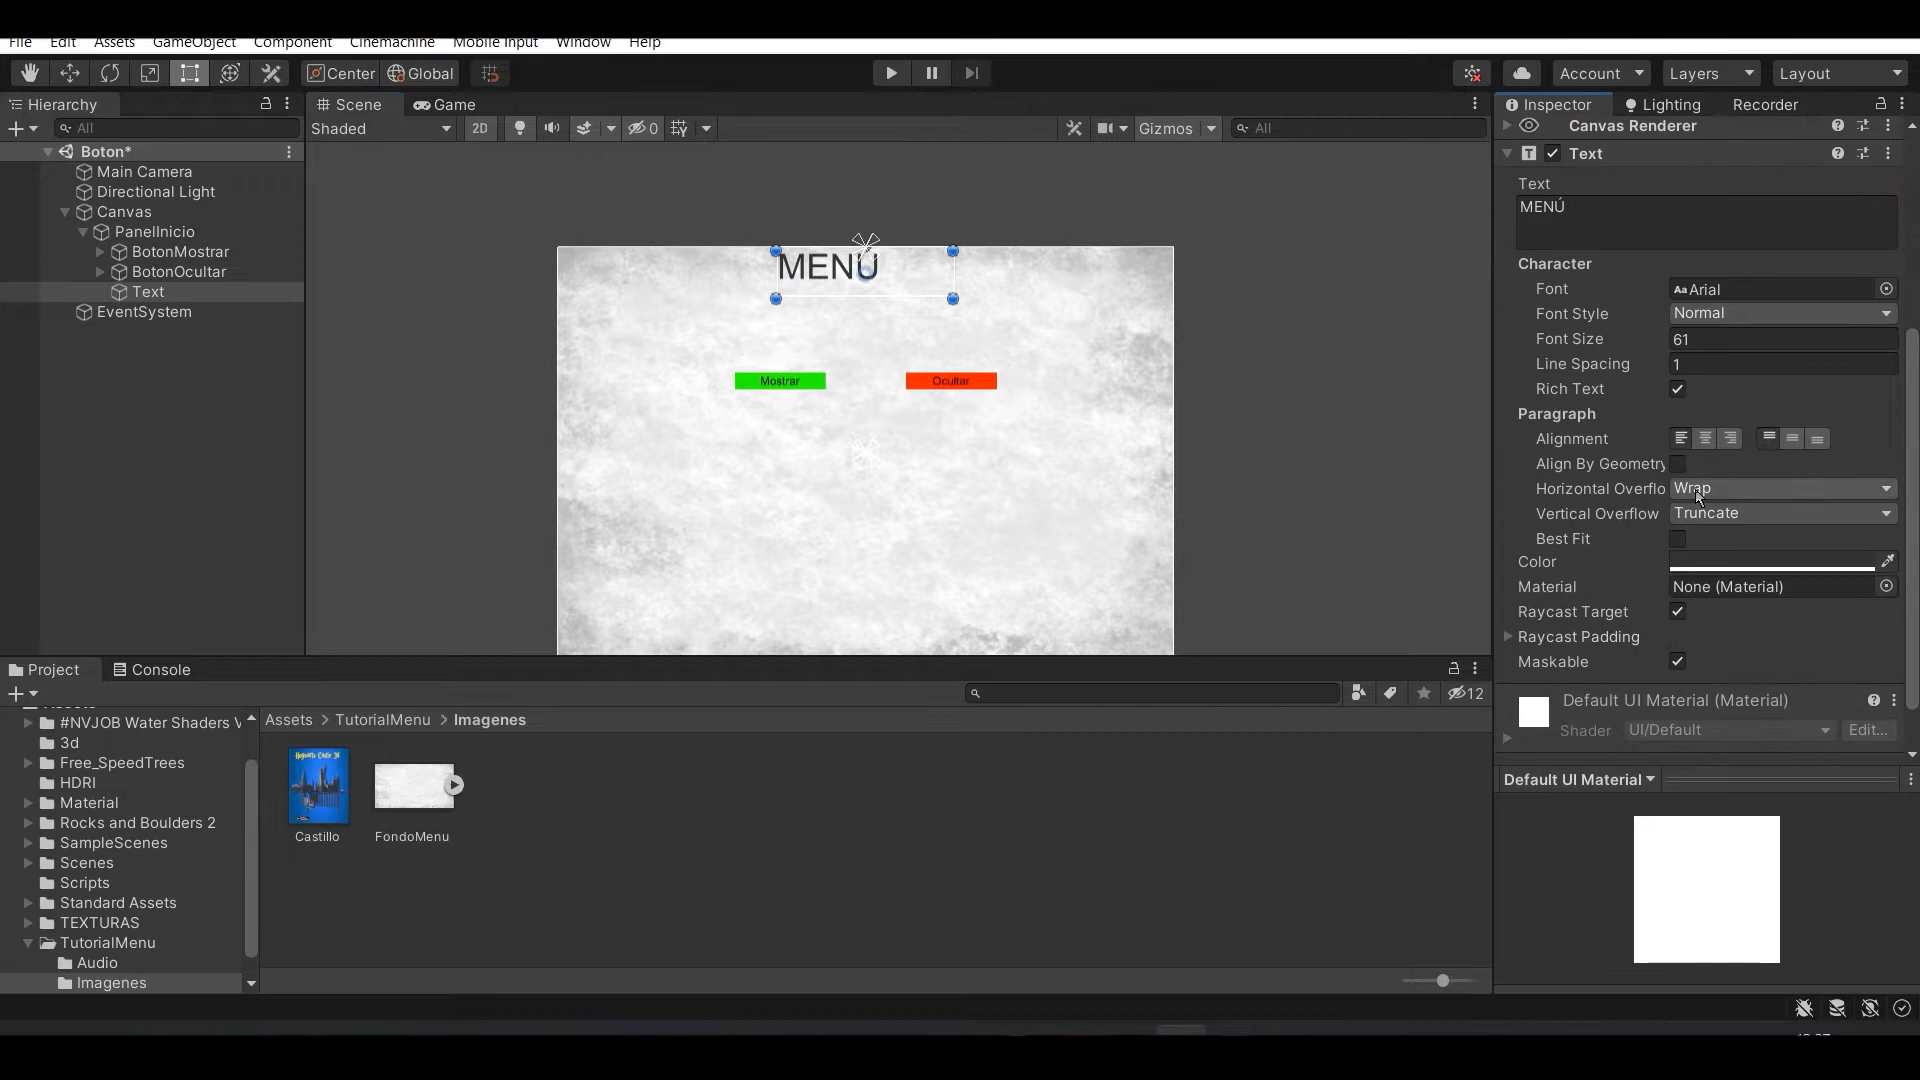 File Edit Assets GameObject Component Cinemachine Mobile Input Window Help
Center Global Account Layers Layout
Hierarchy
All
Boton*
Main Camera
Directional Light
Canvas
PanelInicio
BotonMostrar
BotonOcultar
Text
EventSystem
Scene Game
Shaded 2D 0 Gizmos All
MENÚ
Mostrar Ocultar
Inspector Lighting Recorder
Canvas Renderer
Text
Text
MENÚ
Character
Font Arial
Font Style Normal
Font Size 61
Line Spacing 1
Rich Text
Paragraph
Alignment
Align By Geometry
Horizontal Overflo Wrap
Vertical Overflow Truncate
Best Fit
Color
Material None (Material)
Raycast Target
Raycast Padding
Maskable
Default UI Material (Material)
Shader UI/Default Edit...
Default UI Material
Project Console
12
#NVJOB Water Shaders V
3d
Free_SpeedTrees
HDRI
Material
Rocks and Boulders 2
SampleScenes
Scenes
Scripts
Standard Assets
TEXTURAS
TutorialMenu
Audio
Imagenes
Assets > TutorialMenu > Imagenes
Castillo FondoMenu